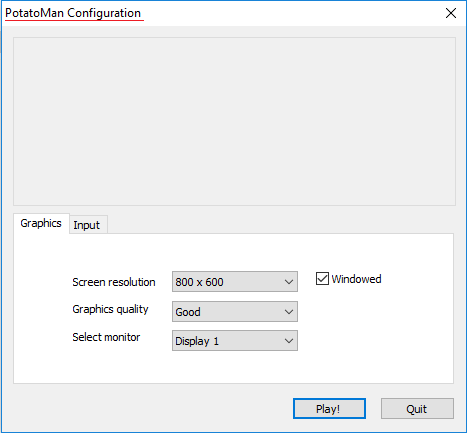 PotatoMan Configuration
Graphics Input
Screen resolution 800 x 600 Windowed
Graphics quality Good
Select monitor Display 1
Play! Quit